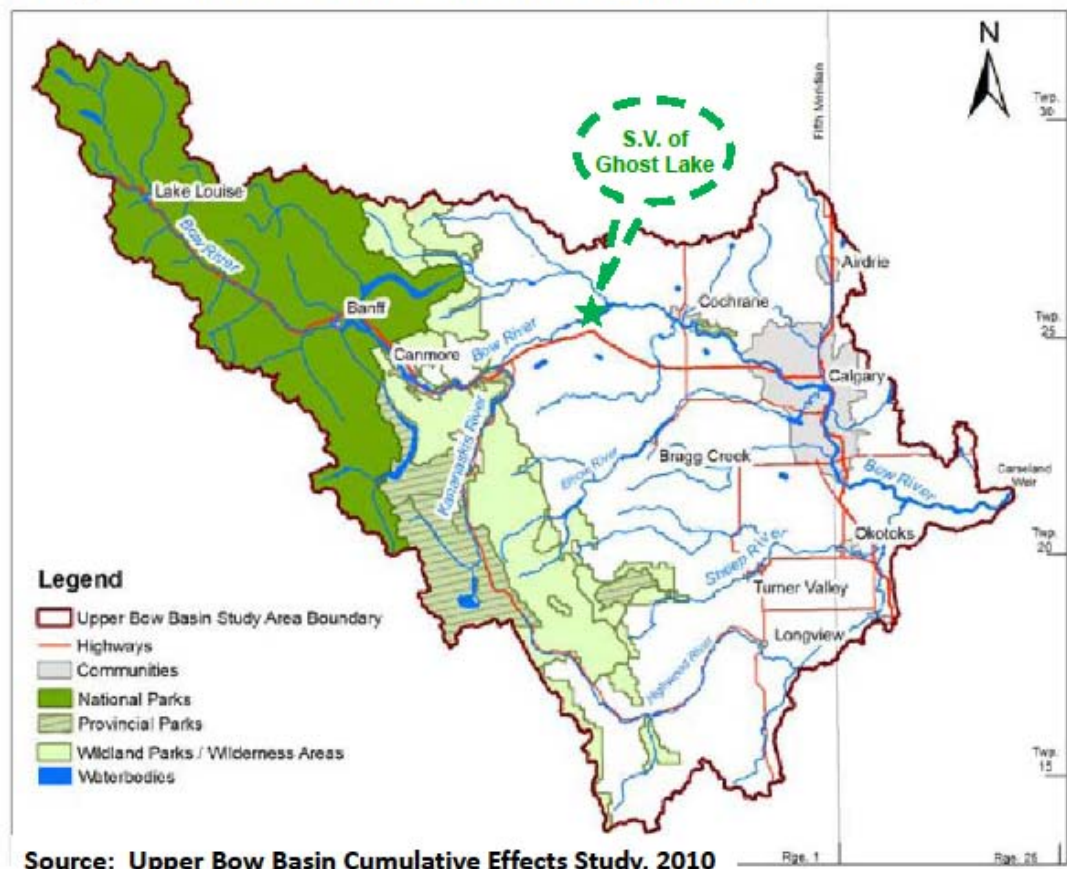 N
Fifth Meridian
Twp.
30
S.V. of
Ghost Lake
Lake Louise
Bow River
Airdrie
Banff
Cochrane
Twp.
25
Canmore
Bow River
Calgary
Kananaskis River
Bragg Creek
Elbow River
Bow River
Carseland
Weir
Okotoks
Twp.
20
Sheep River
Turner Valley
Longview
Highwood River
Legend
Upper Bow Basin Study Area Boundary
Highways
Communities
National Parks
Provincial Parks
Wildland Parks / Wilderness Areas
Waterbodies
Twp.
15
Source: Upper Bow Basin Cumulative Effects Study, 2010
Rge. 1
Rge. 25